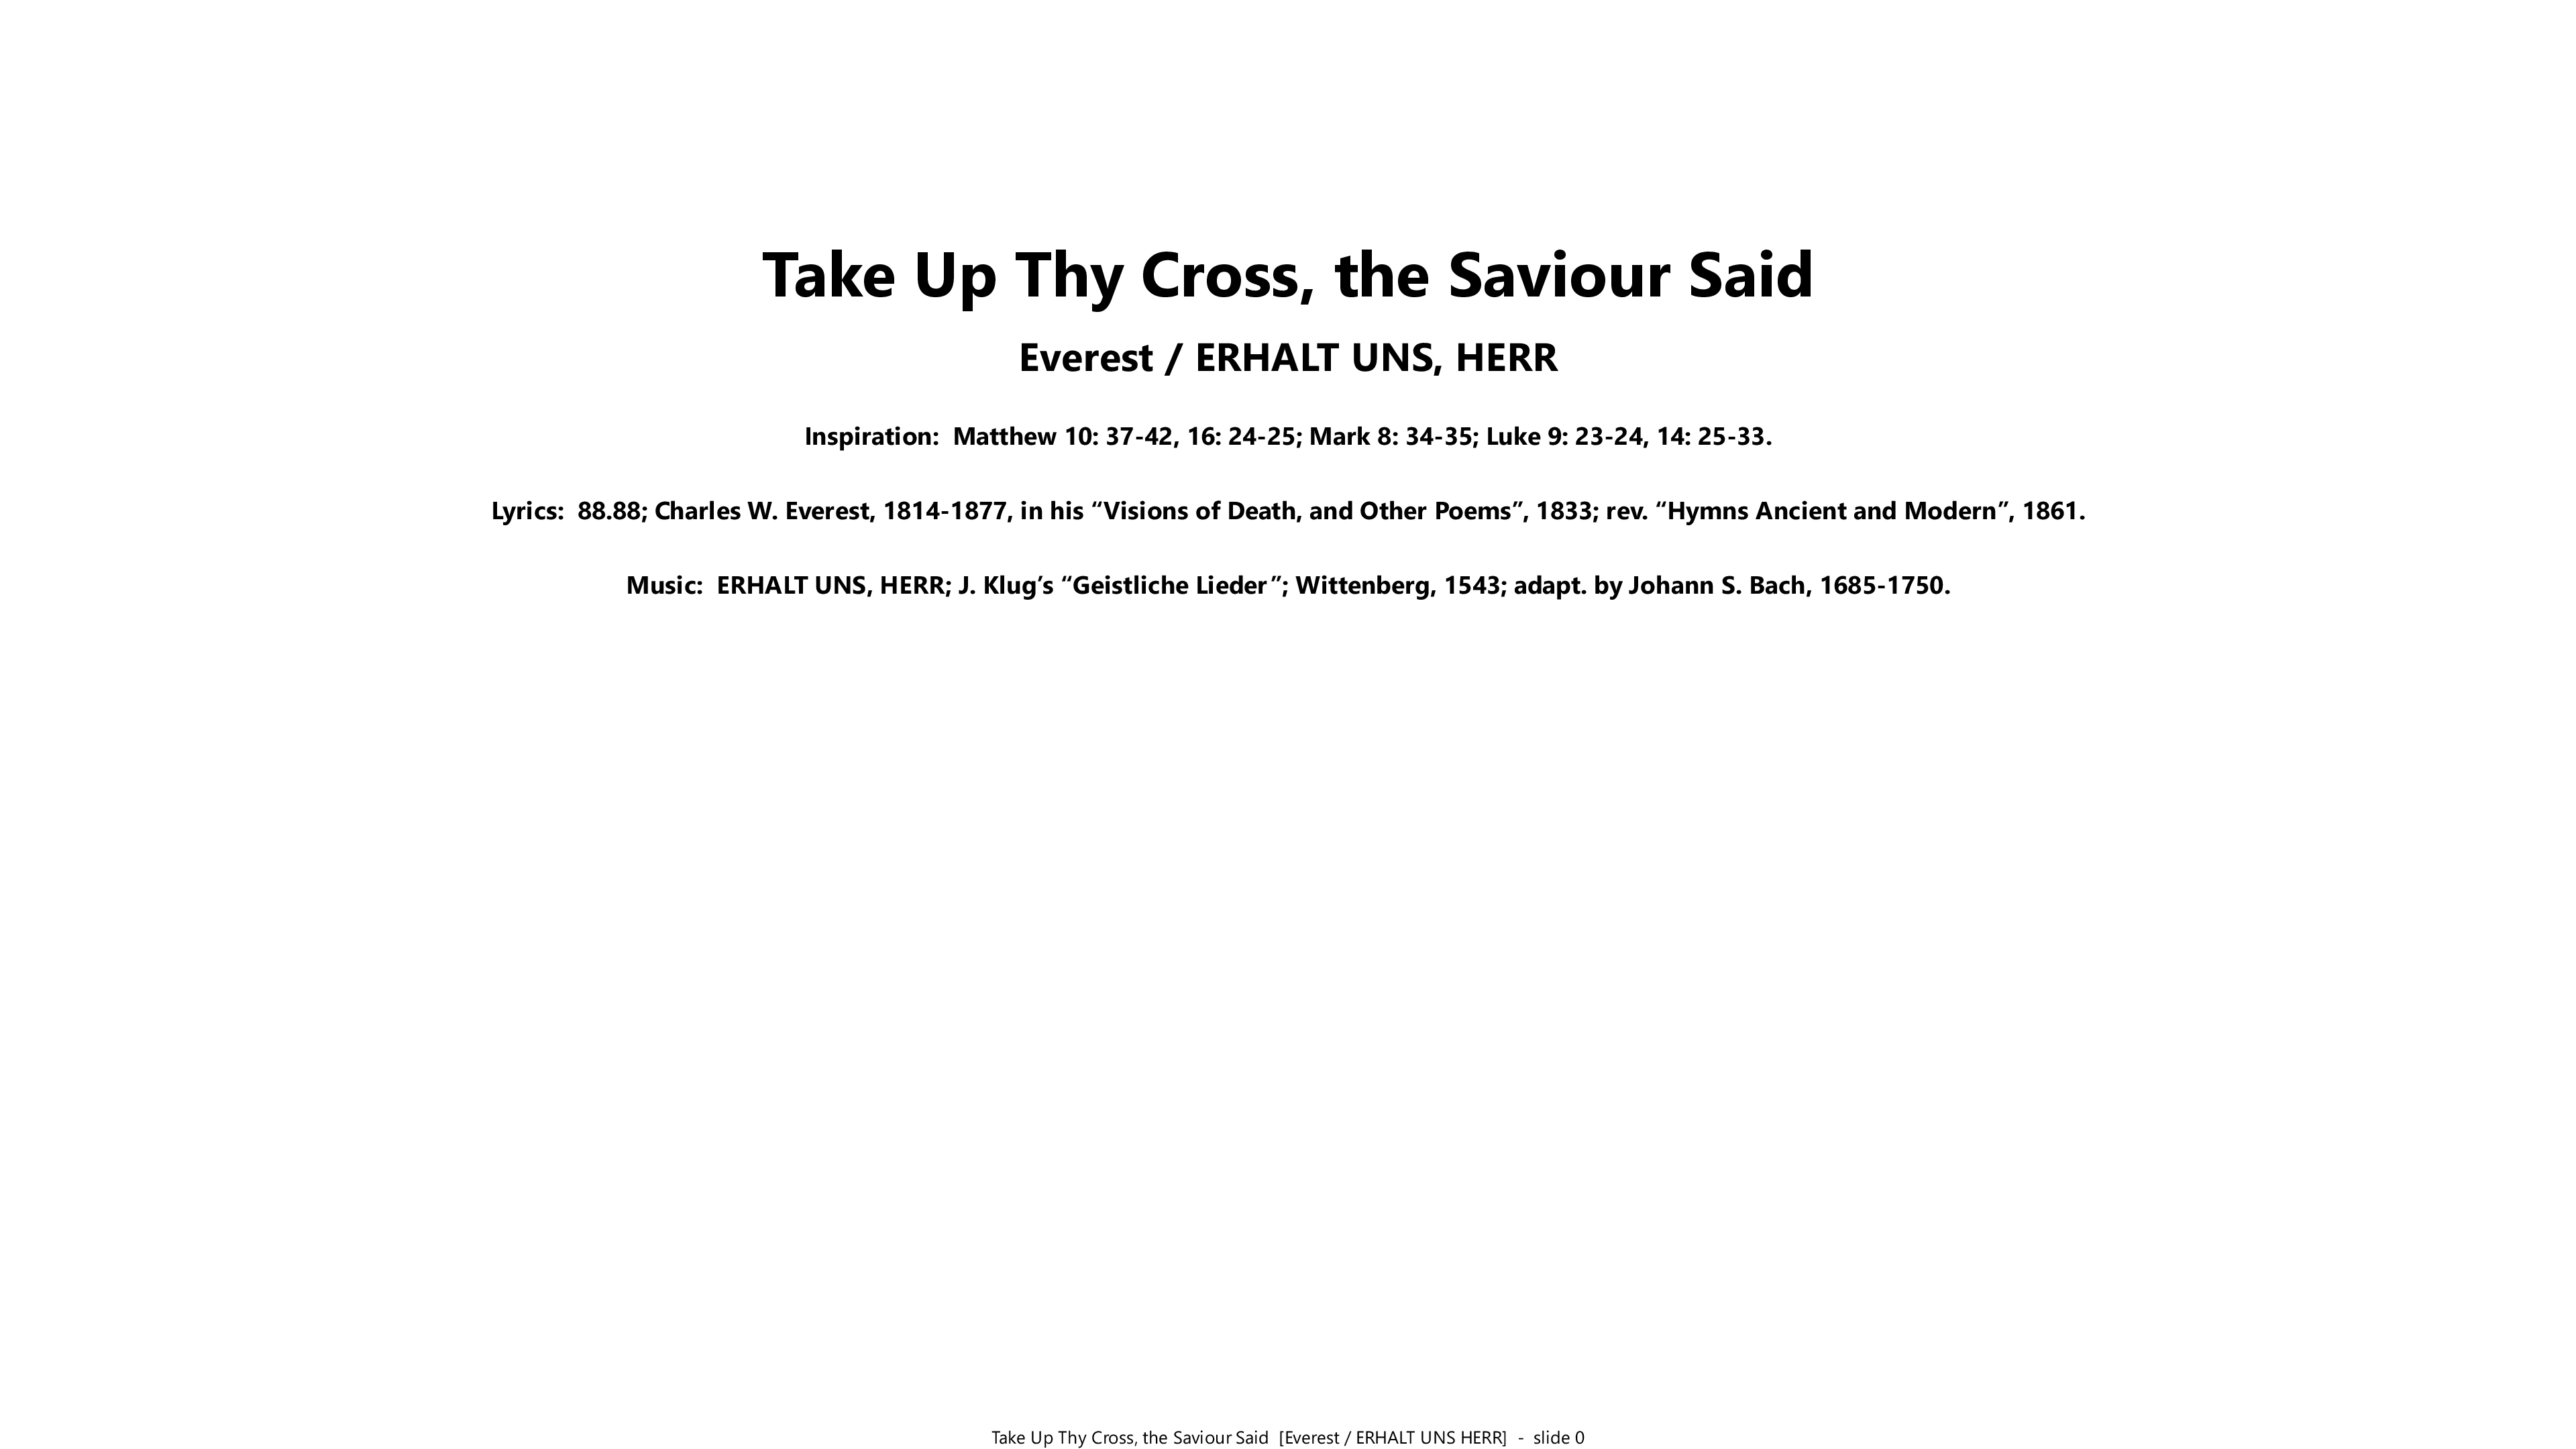 Take Up Thy Cross, the Saviour Said
Everest / ERHALT UNS, HERR
Inspiration:  Matthew 10: 37-42, 16: 24-25; Mark 8: 34-35; Luke 9: 23-24, 14: 25-33.
Lyrics:  88.88; Charles W. Everest, 1814-1877, in his “Visions of Death, and Other Poems”, 1833; rev. “Hymns Ancient and Modern”, 1861.
Music:  ERHALT UNS, HERR; J. Klug’s “Geistliche Lieder”; Wittenberg, 1543; adapt. by Johann S. Bach, 1685-1750.
Take Up Thy Cross, the Saviour Said  [Everest / ERHALT UNS HERR]  -  slide 0